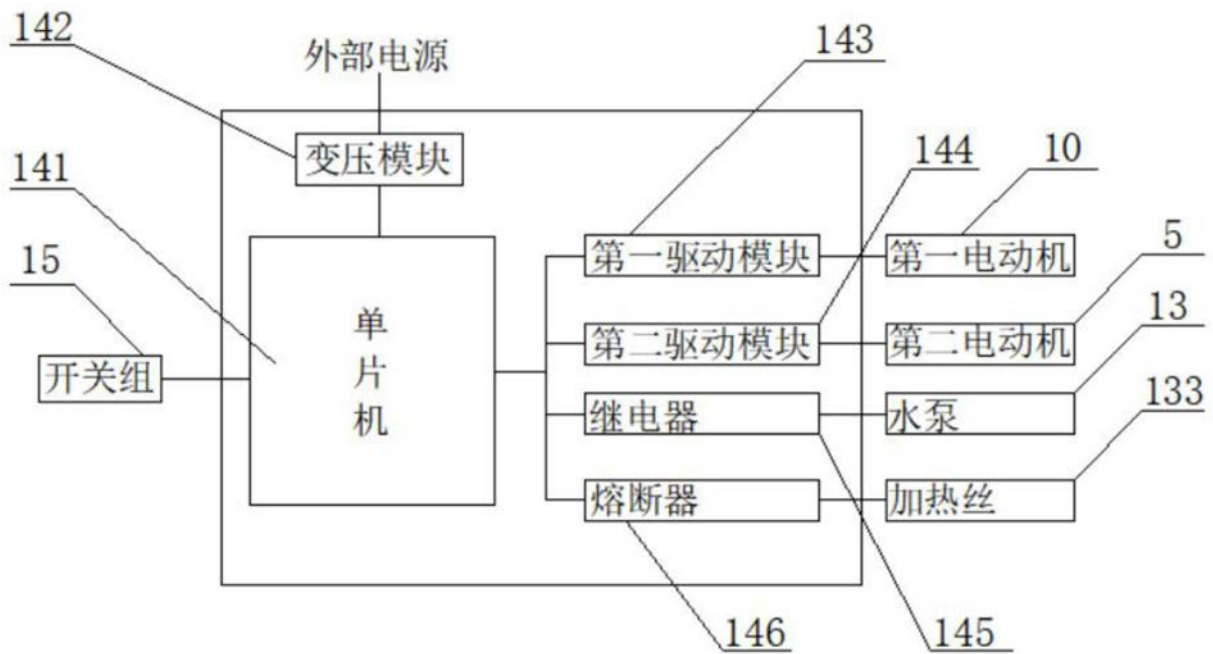 142
外部电源
143
变压模块
144
10
141
第一驱动模块
第一电动机
5
15
单片机
第二驱动模块
第二电动机
13
开关组
继电器
水泵
133
熔断器
加热丝
146
145